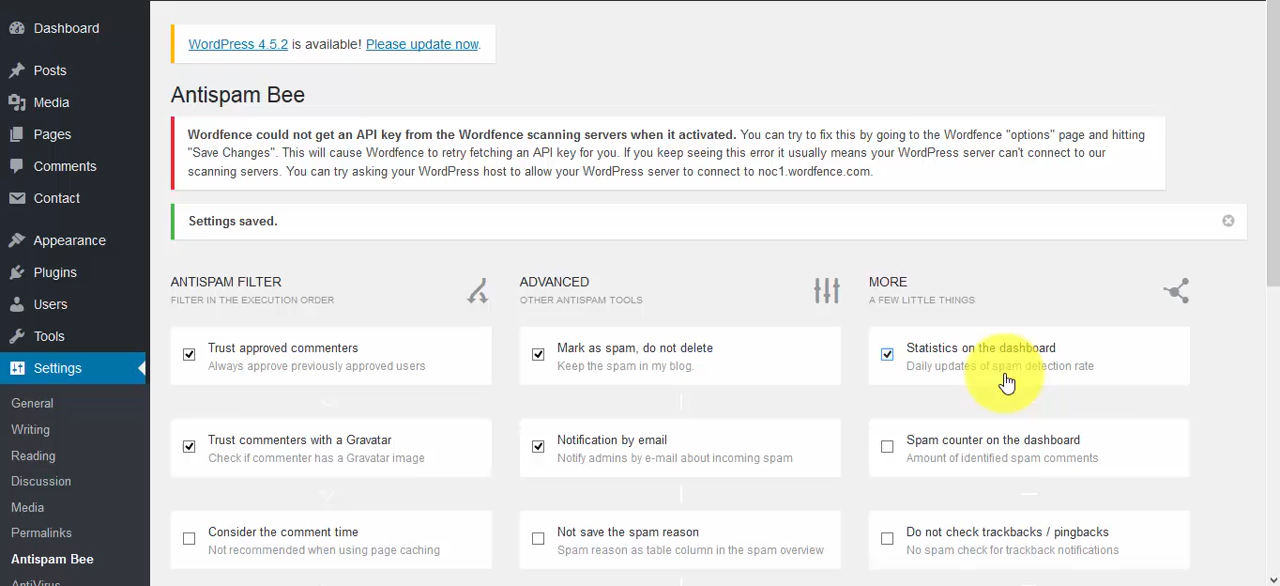 Dashboard
Posts
Media
Pages
Comments
Contact
Appearance
Plugins
Users
Tools
Settings
General
Writing
Reading
Discussion
Media
Permalinks
Antispam Bee
AntiVirus
WordPress 4.5.2 is available! Please update now.
Antispam Bee
Wordfence could not get an API key from the Wordfence scanning servers when it activated. You can try to fix this by going to the Wordfence "options" page and hitting
"Save Changes". This will cause Wordfence to retry fetching an API key for you. If you keep seeing this error it usually means your WordPress server can't connect to our
scanning servers. You can try asking your WordPress host to allow your WordPress server to connect to noc1.wordfence.com.
Settings saved.
ANTISPAM FILTER
FILTER IN THE EXECUTION ORDER
Trust approved commenters
Always approve previously approved users
Trust commenters with a Gravatar
Check if commenter has a Gravatar image
Consider the comment time
Not recommended when using page caching
ADVANCED
OTHER ANTISPAM TOOLS
Mark as spam, do not delete
Keep the spam in my blog.
Notification by email
Notify admins by e-mail about incoming spam
Not save the spam reason
Spam reason as table column in the spam overview
MORE
A FEW LITTLE THINGS
Statistics on the dashboard
Daily updates of spam detection rate
Spam counter on the dashboard
Amount of identified spam comments
Do not check trackbacks / pingbacks
No spam check for trackback notifications